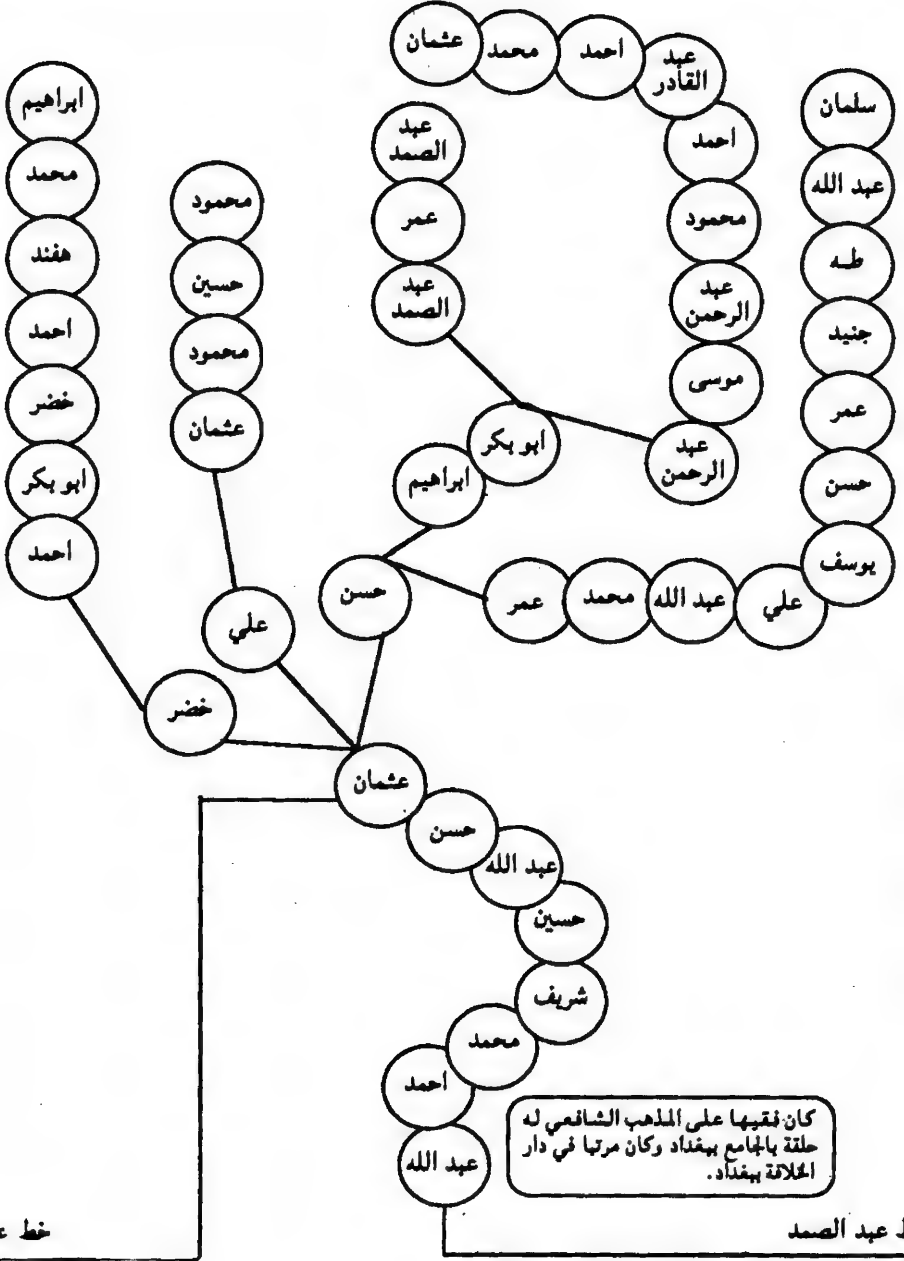 عثمان
محمد
احمد
عبد
القادر
احمد
محمود
عبد
الرحمن
موسى
عبد
الرحمن
عبد
الصمد
عمر
عبد
الصمد
ابو بكر
ابراهيم
حسن
سلمان
عبد الله
طه
جنيد
عمر
حسن
يوسف
علي
عبد الله
محمد
عمر
محمود
حسين
محمود
عثمان
علي
ابراهيم
محمد
هفند
احمد
خضر
ابو بكر
احمد
خضر
عثمان
حسن
عبد الله
حسين
شريف
محمد
احمد
عبد الله
كان فقيها على المذهب الشافعي له
حلقة بالجامع ببغداد وكان مرتبا في دار
الخلافة ببغداد.
عبد الصمد
خط